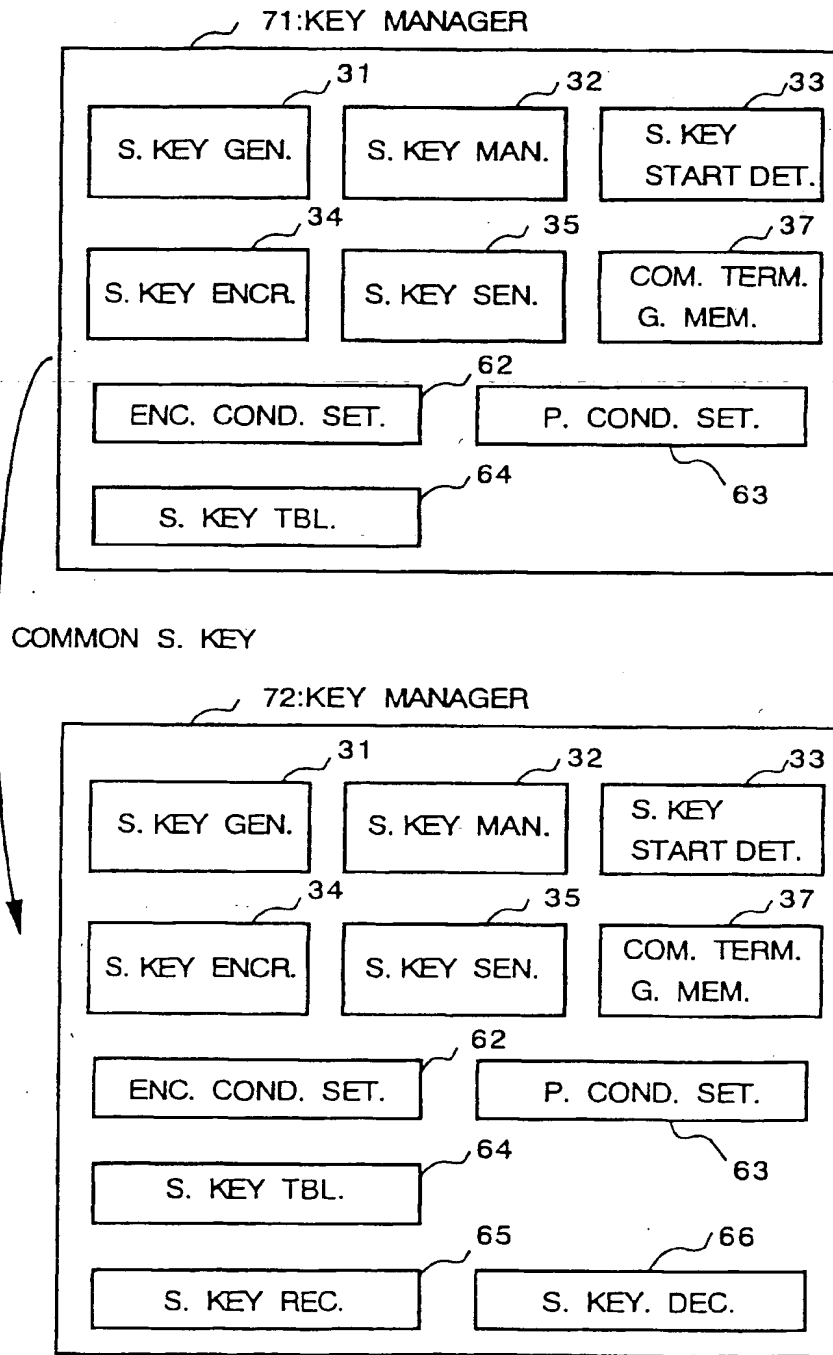 71:KEY MANAGER
31
32
33
S. KEY GEN.
S. KEY MAN.
S. KEY
START DET.
34
35
37
S. KEY ENCR.
S. KEY SEN.
COM. TERM.
G. MEM.
62
ENC. COND. SET.
P. COND. SET.
64
63
S. KEY TBL.
COMMON S. KEY
72:KEY MANAGER
31
32
33
S. KEY GEN.
S. KEY MAN.
S. KEY
START DET.
34
35
37
S. KEY ENCR.
S. KEY SEN.
COM. TERM.
G. MEM.
62
ENC. COND. SET.
P. COND. SET.
64
63
S. KEY TBL.
65
66
S. KEY REC.
S. KEY. DEC.